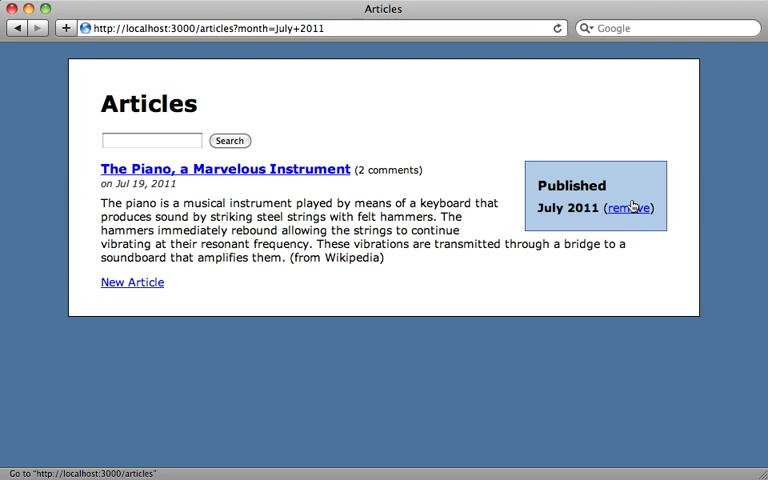 Articles
http://localhost:3000/articles?month=July+2011
Google
Articles
Search
The Piano, a Marvelous Instrument (2 comments)
on Jul 19, 2011
The piano is a musical instrument played by means of a keyboard that
produces sound by striking steel strings with felt hammers. The
hammers immediately rebound allowing the strings to continue
vibrating at their resonant frequency. These vibrations are transmitted through a bridge to a
soundboard that amplifies them. (from Wikipedia)
Published
July 2011 (remove)
New Article
Go to "http://localhost:3000/articles"